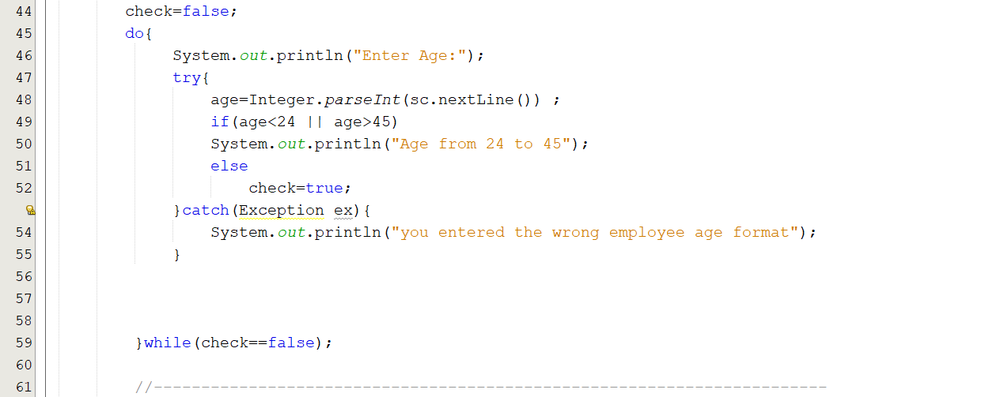 44 check=false;
45 do{
46 System.out.println("Enter Age:");
47 try{
48 age=Integer.parseInt(sc.nextLine()) ;
49 if(age<24 || age>45)
50 System.out.println("Age from 24 to 45");
51 else
52 check=true;
}catch(Exception ex){
54 System.out.println("you entered the wrong employee age format");
55 }
56
57
58
59 }while(check==false);
60
61 //-----------------------------------------------------------------------